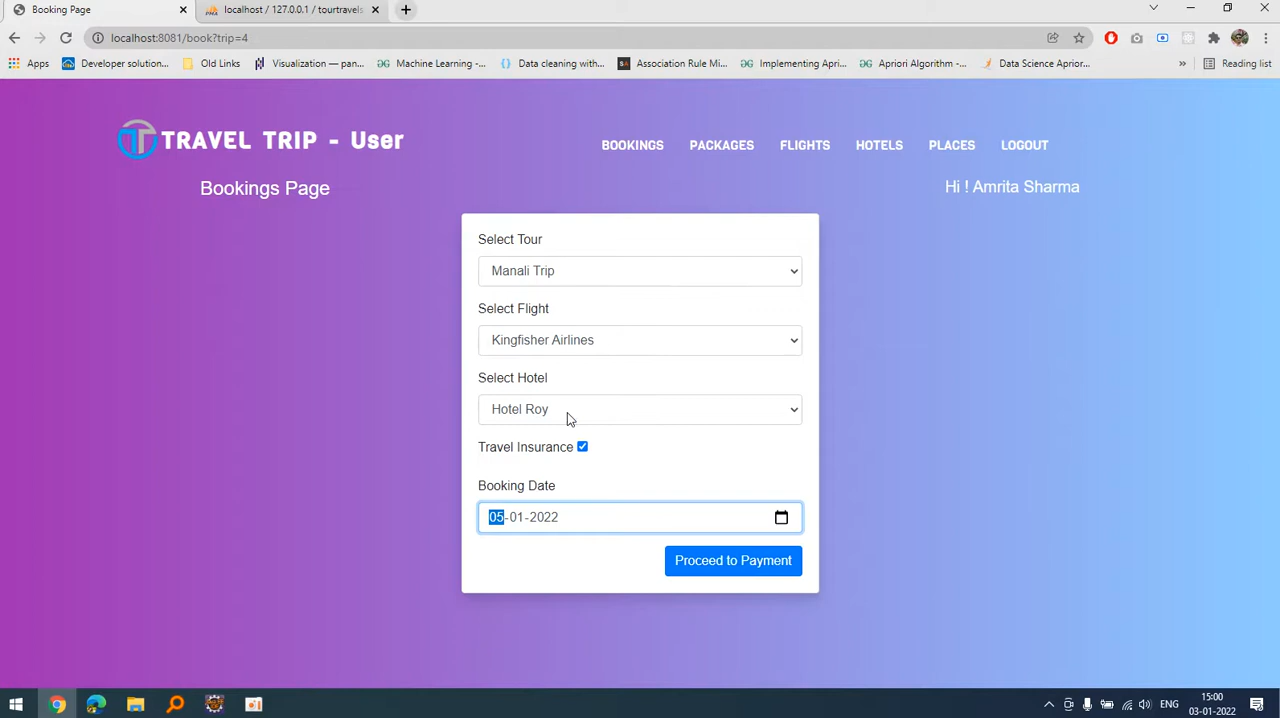 Booking Page
localhost / 127.0.0.1 / tourtravels
localhost:8081/book?trip=4
Apps Developer solution... Old Links Visualization — pan... Machine Learning -... Data cleaning with... Association Rule Mi... Implementing Apri... Apriori Algorithm -... Data Science Aprior... » Reading list
TRAVEL TRIP - User
BOOKINGS PACKAGES FLIGHTS HOTELS PLACES LOGOUT
Bookings Page
Hi ! Amrita Sharma
Select Tour
Manali Trip
Select Flight
Kingfisher Airlines
Select Hotel
Hotel Roy
Travel Insurance
Booking Date
05-01-2022
Proceed to Payment
ENG
15:00
03-01-2022